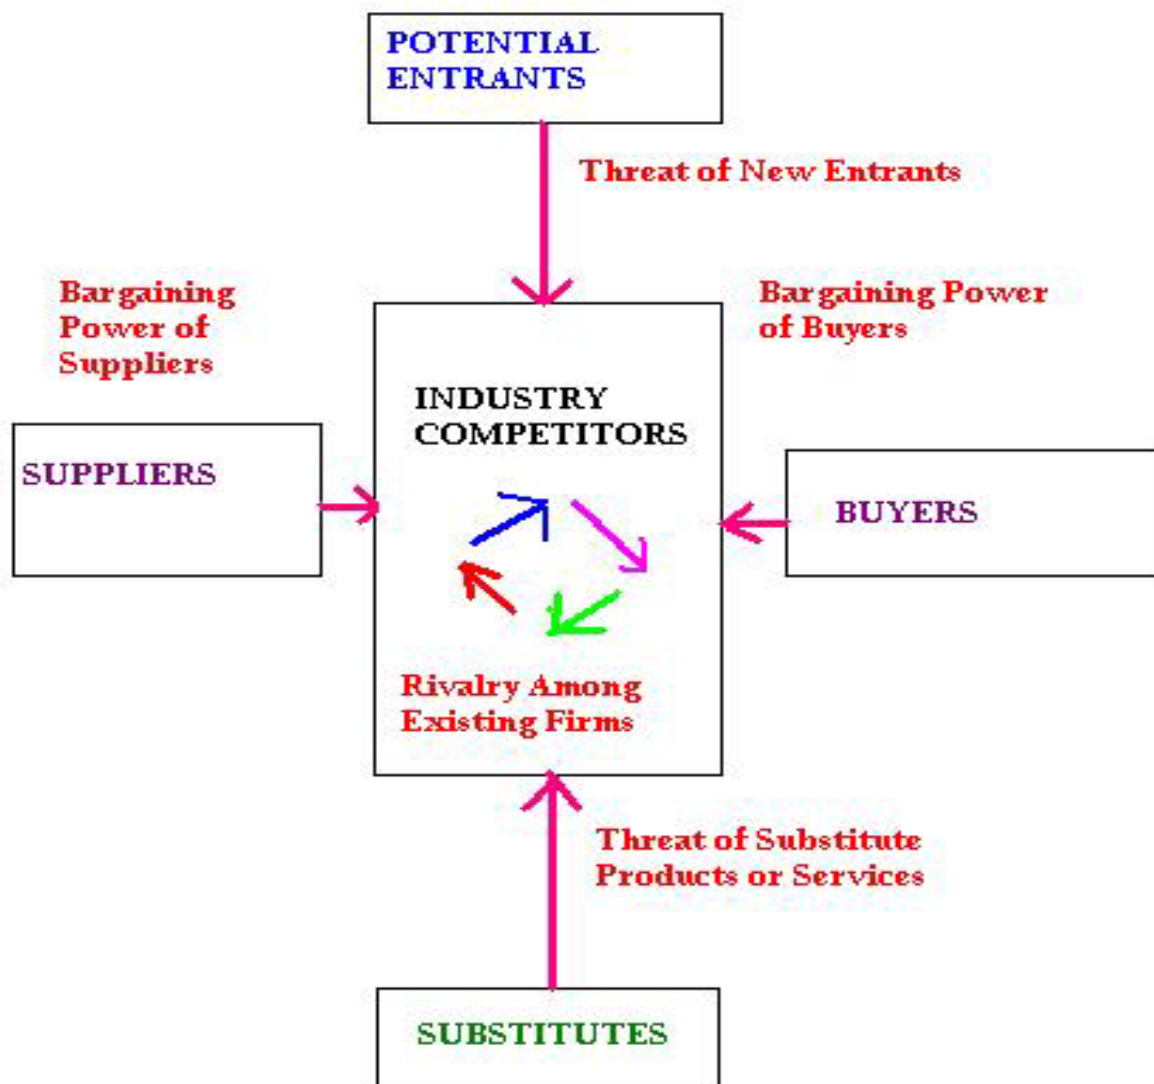 POTENTIAL
ENTRANTS
Threat of New Entrants
Bargaining
Power of
Suppliers
Bargaining Power
of Buyers
INDUSTRY
COMPETITORS
SUPPLIERS
BUYERS
Rivalry Among
Existing Firms
Threat of Substitute
Products or Services
SUBSTITUTES